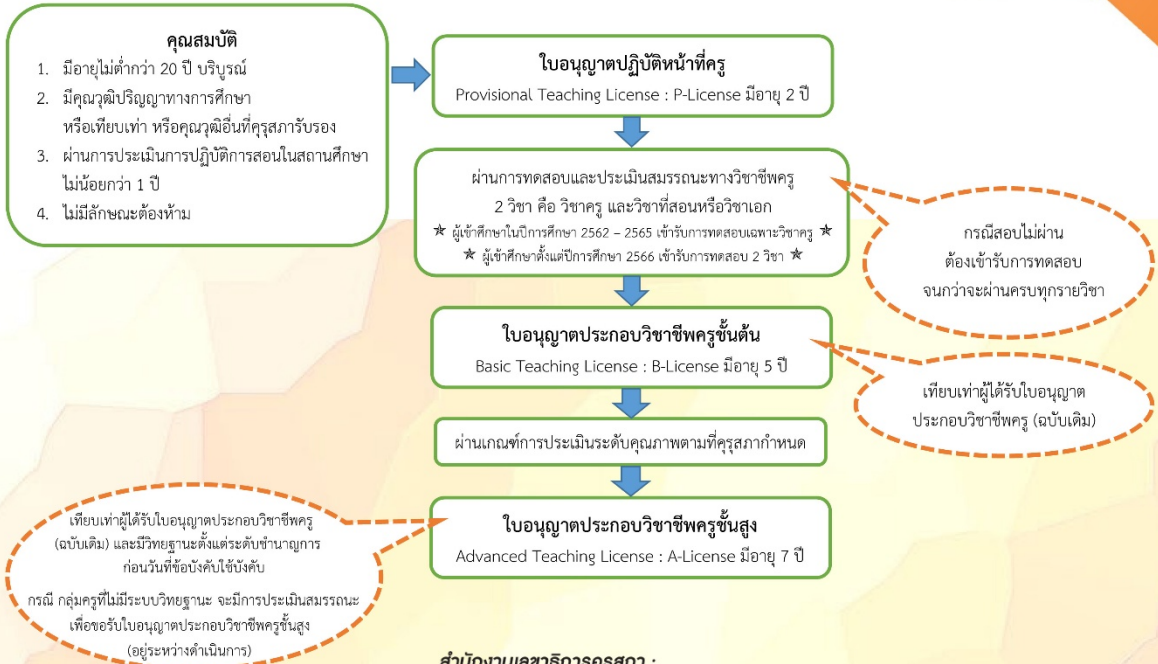 คุณสมบัติ
1. มีอายุไม่ต่ำกว่า 20 ปี บริบูรณ์
2. มีคุณวุฒิปริญญาทางการศึกษา
หรือเทียบเท่า หรือคุณวุฒิอื่นที่คุรุสภารับรอง
3. ผ่านการประเมินการปฏิบัติการสอนในสถานศึกษา
ไม่น้อยกว่า 1 ปี
4. ไม่มีลักษณะต้องห้าม
ใบอนุญาตปฏิบัติหน้าที่ครู
Provisional Teaching License : P-License มีอายุ 2 ปี
ผ่านการทดสอบและประเมินสมรรถนะทางวิชาชีพครู
2 วิชา คือ วิชาครู และวิชาที่สอนหรือวิชาเอก
★ ผู้เข้าศึกษาในปีการศึกษา 2562 – 2565 เข้ารับการทดสอบเฉพาะวิชาครู ★
★ ผู้เข้าศึกษาตั้งแต่ปีการศึกษา 2566 เข้ารับการทดสอบ 2 วิชา ★
กรณีสอบไม่ผ่าน
ต้องเข้ารับการทดสอบ
จนกว่าจะผ่านครบทุกรายวิชา
ใบอนุญาตประกอบวิชาชีพครูชั้นต้น
Basic Teaching License : B-License มีอายุ 5 ปี
เทียบเท่าผู้ได้รับใบอนุญาต
ประกอบวิชาชีพครู (ฉบับเดิม)
ผ่านเกณฑ์การประเมินระดับคุณภาพตามที่คุรุสภากำหนด
ใบอนุญาตประกอบวิชาชีพครูชั้นสูง
Advanced Teaching License : A-License มีอายุ 7 ปี
เทียบเท่าผู้ได้รับใบอนุญาตประกอบวิชาชีพครู
(ฉบับเดิม) และมีวิทยฐานะตั้งแต่ระดับชำนาญการ
ก่อนวันที่ข้อบังคับใช้บังคับ
กรณี กลุ่มครูที่ไม่มีระบบวิทยฐานะ จะมีการประเมินสมรรถนะ
เพื่อขอรับใบอนุญาตประกอบวิชาชีพครูชั้นสูง
(อยู่ระหว่างดำเนินการ)
สำนักงานเลขาธิการคุรุสภา :